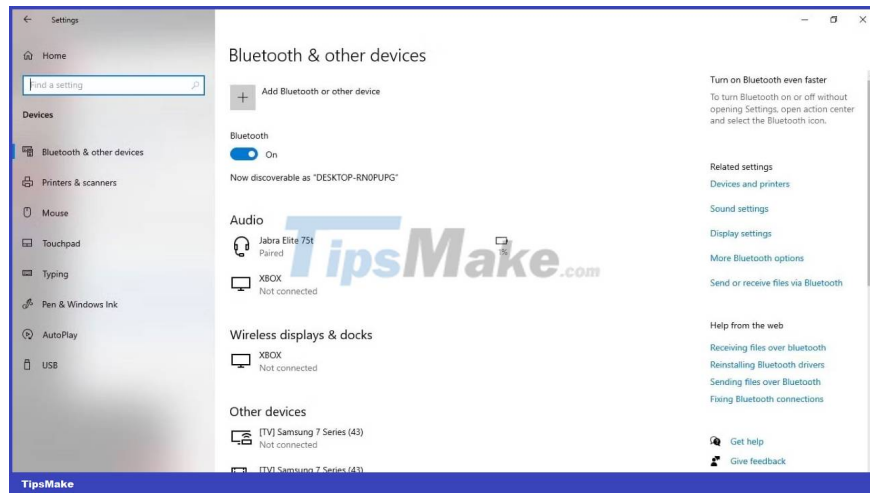 Settings
Home
Find a setting
Devices
Bluetooth & other devices
Printers & scanners
Mouse
Touchpad
Typing
Pen & Windows Ink
AutoPlay
USB
Bluetooth & other devices
Add Bluetooth or other device
Bluetooth
On
Now discoverable as "DESKTOP-RN0PUPG"
Audio
Jabra Elite 75t
Paired
XBOX
Not connected
Wireless displays & docks
XBOX
Not connected
Other devices
[TV] Samsung 7 Series (43)
Not connected
[TV] Samsung 7 Series (43)
Turn on Bluetooth even faster
To turn Bluetooth on or off without
opening Settings, open action center
and select the Bluetooth icon.
Related settings
Devices and printers
Sound settings
Display settings
More Bluetooth options
Send or receive files via Bluetooth
Help from the web
Receiving files over bluetooth
Reinstalling Bluetooth drivers
Sending files over Bluetooth
Fixing Bluetooth connections
Get help
Give feedback
TipsMake.com
TipsMake